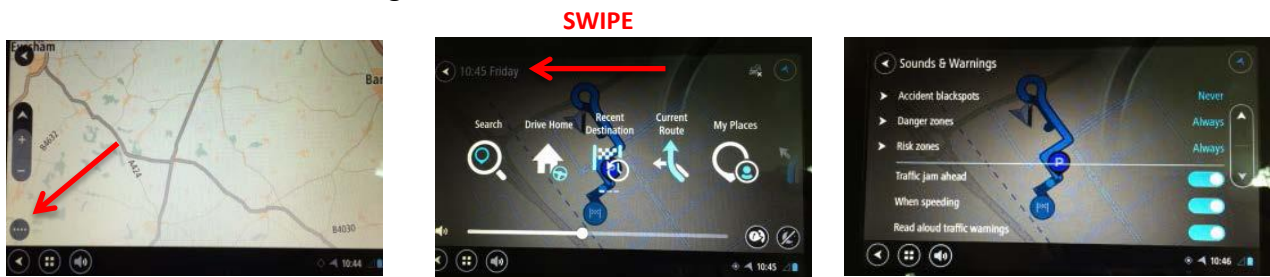 SWIPE
Evesham
Bar
B4632
A424
B4030
10:44
10:45 Friday
Search
Drive Home
Recent
Destination
Current
Route
My Places
10:45
Sounds & Warnings
Accident blackspots Never
Danger zones Always
Risk zones Always
P
Traffic jam ahead
When speeding
Read aloud traffic warnings
10:46